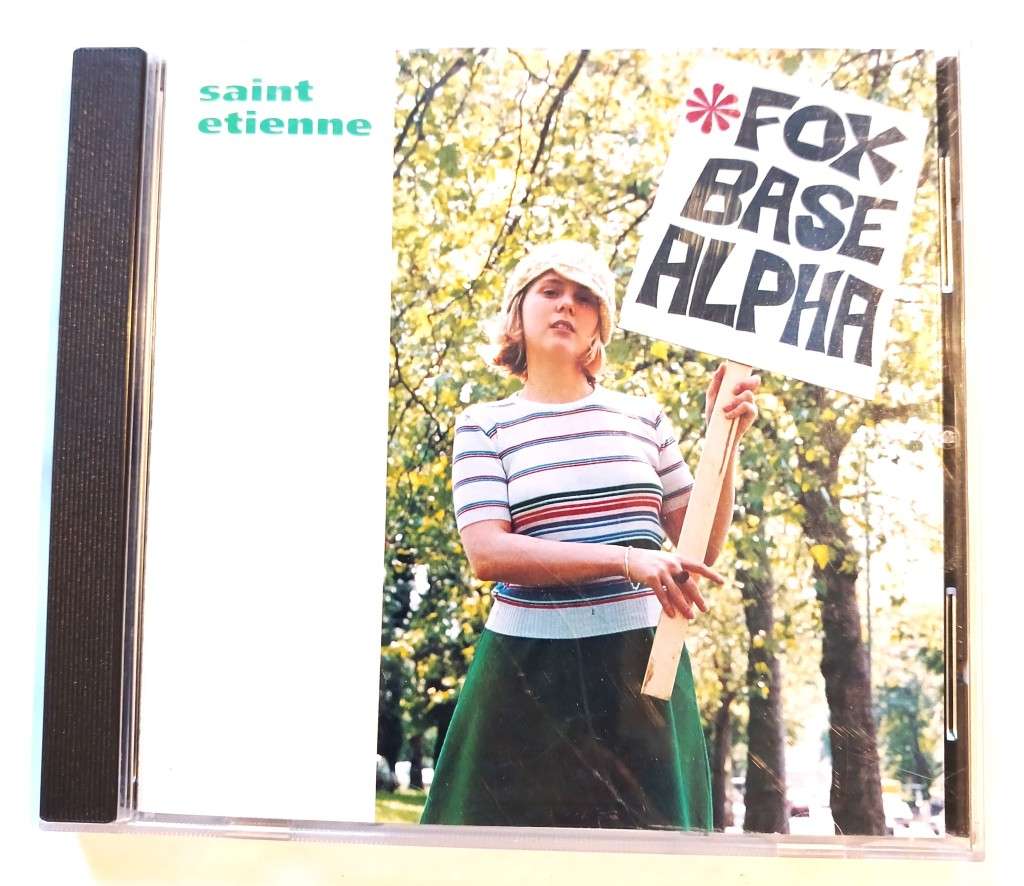 saint
etienne
*FOX
BASE
ALPHA